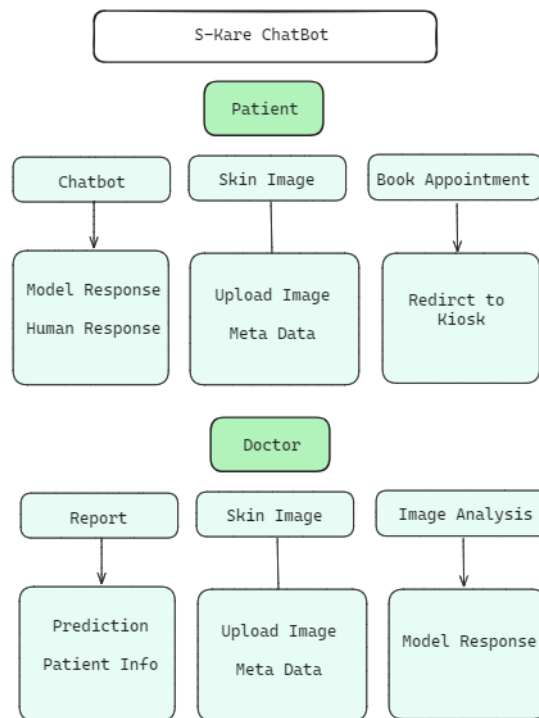 S-Kare ChatBot
Patient
Chatbot
Skin Image
Book Appointment
Model Response
Human Response
Upload Image
Meta Data
Redirct to
Kiosk
Doctor
Report
Skin Image
Image Analysis
Prediction
Patient Info
Upload Image
Meta Data
Model Response